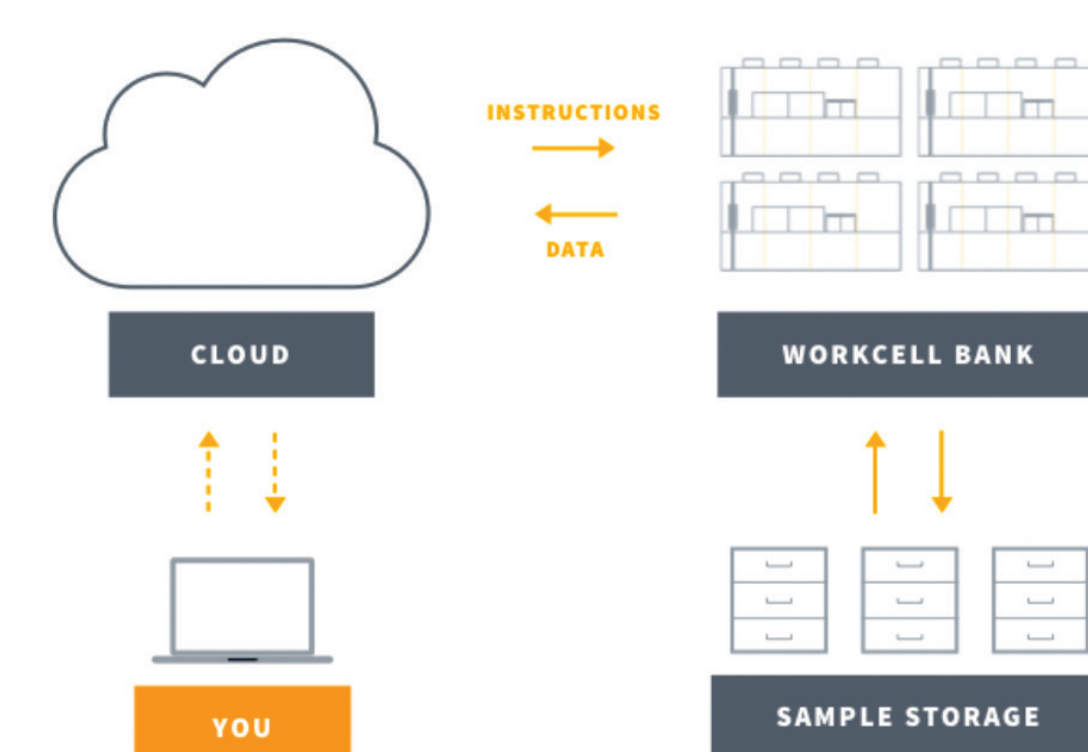 INSTRUCTIONS
DATA
CLOUD
WORKCELL BANK
YOU
SAMPLE STORAGE